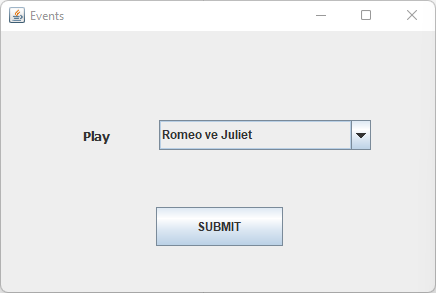 Events
Play
Romeo ve Juliet
SUBMIT